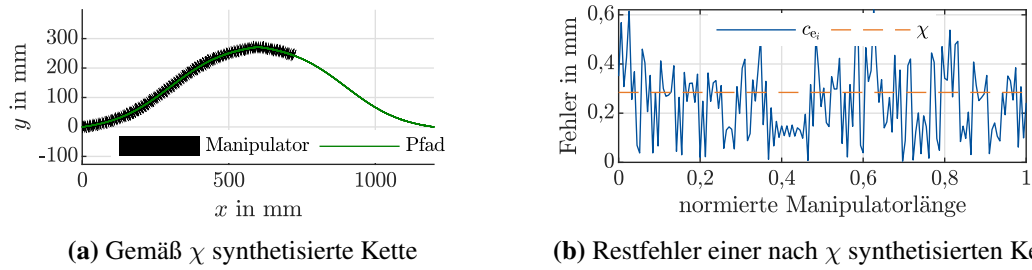 300
200
100
0
-100
y in mm
Manipulator
Pfad
0
500
1000
x in mm
(a) Gemäß χ synthetisierte Kette
0.6
0.4
0.2
0
Fehler in mm
c_{e_i}
χ
0
0,2
0,4
0,6
0,8
1
normierte Manipulatorlänge
(b) Restfehler einer nach χ synthetisierten Ke